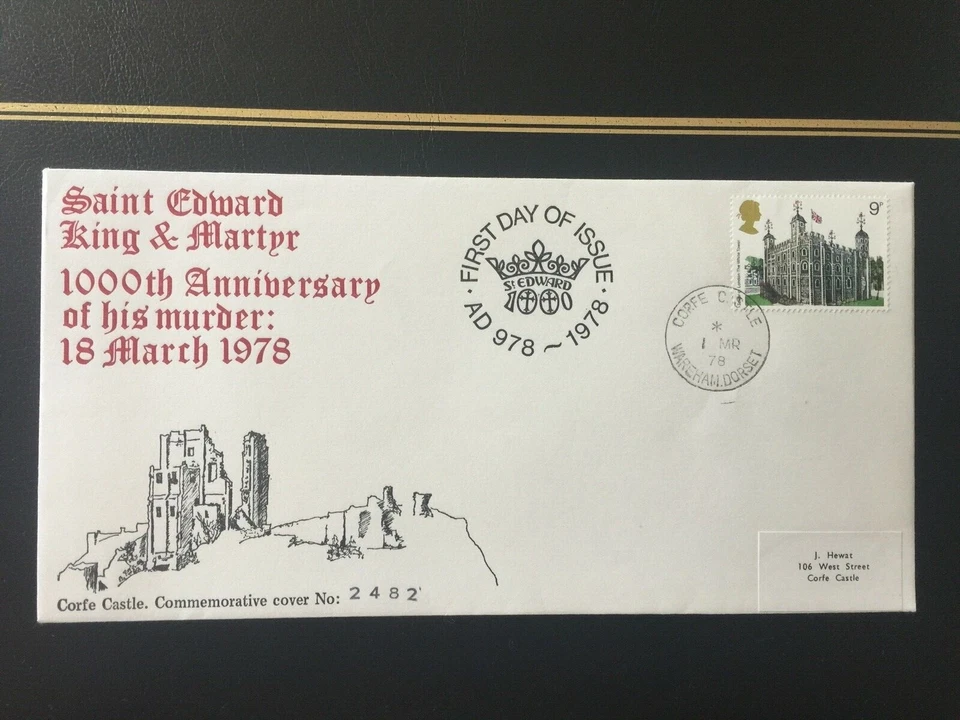 Saint Edward
King & Martyr
1000th Anniversary
of his murder:
18 March 1978
· FIRST DAY OF ISSUE ·
St EDWARD
1000
AD 978 ~ 1978
9P
CORFE C TLE
*
1 MR
78
WAREHAM. DORSET
Corfe Castle. Commemorative cover No: 2482
J. Hewat
106 West Street
Corfe Castle